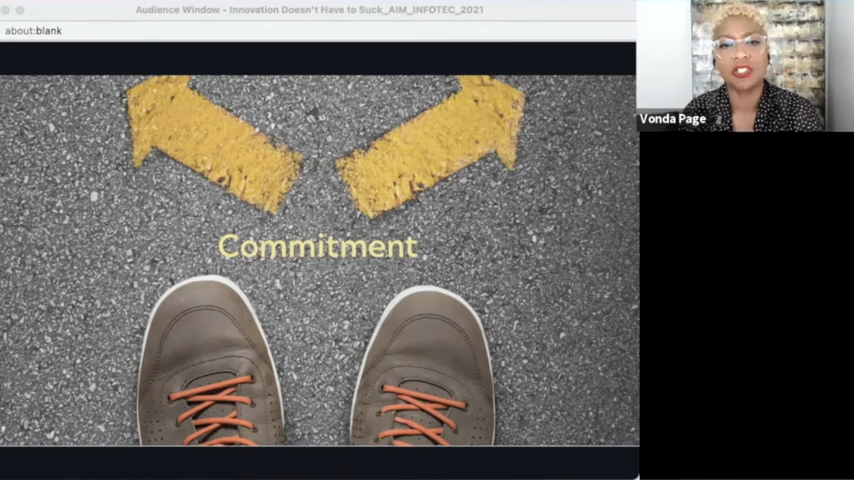 Audience Window - Innovation Doesn't Have to Suck_AIM_INFOTEC_2021
about:blank
Vonda Page
Commitment